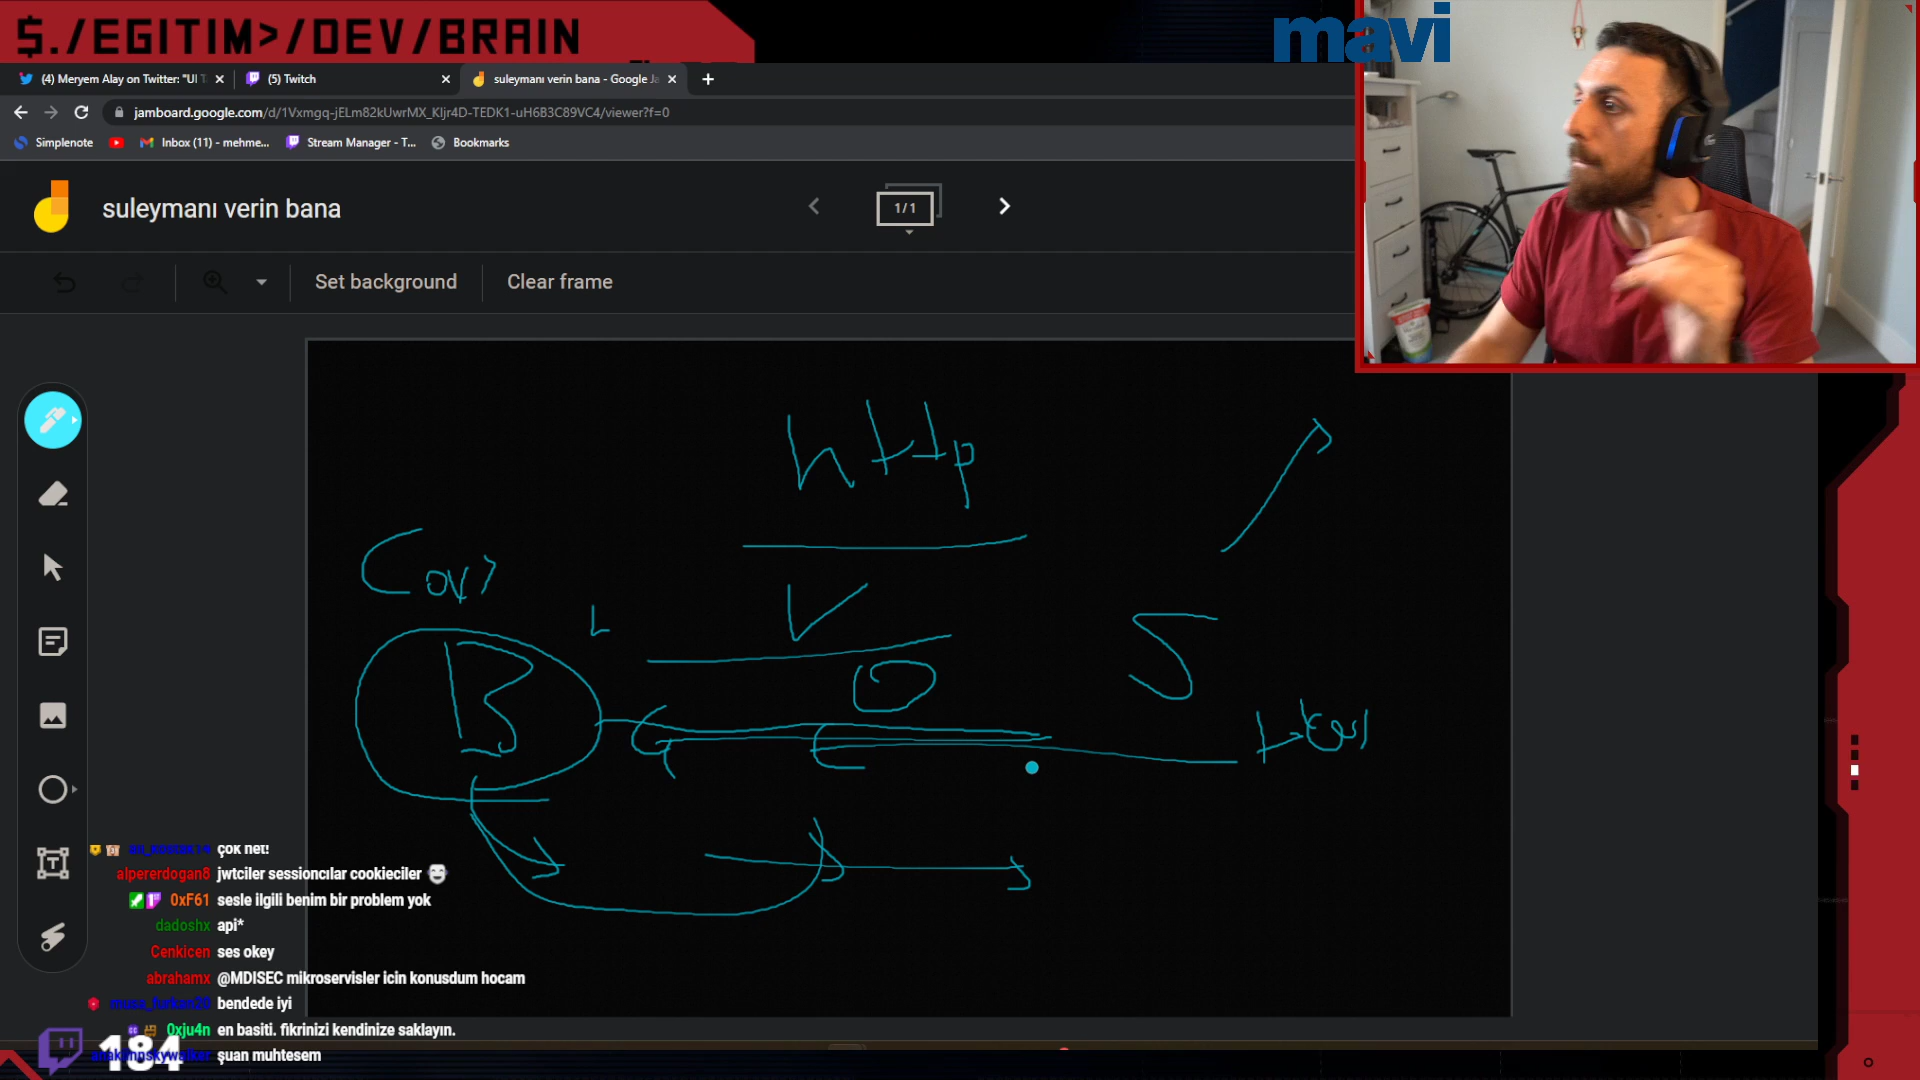 $./EGITIM>/DEV/BRAIN
mavi
(4) Meryem Alay on Twitter: "UI T
(5) Twitch
suleymanı verin bana - Google Ja
jamboard.google.com/d/1Vxmgq-jELm82kUwrMX_KIjr4D-TEDK1-uH6B3C89VC4/viewer?f=0
Simplenote
Inbox (11) - mehme...
Stream Manager - T...
Bookmarks
suleymanı verin bana
1/1
Set background
Clear frame
http
B
S
çok net!
alpererdogan8 jwtciler sessioncılar cookieciler
0xF61 sesle ilgili benim bir problem yok
dadoshx api*
Cenkicen ses okey
abrahamx @MDISEC mikroservisler icin konusdum hocam
musa_furkan20 bendede iyi
0xju4n en basiti. fikrinizi kendinize saklayın.
şuan muhtesem
184